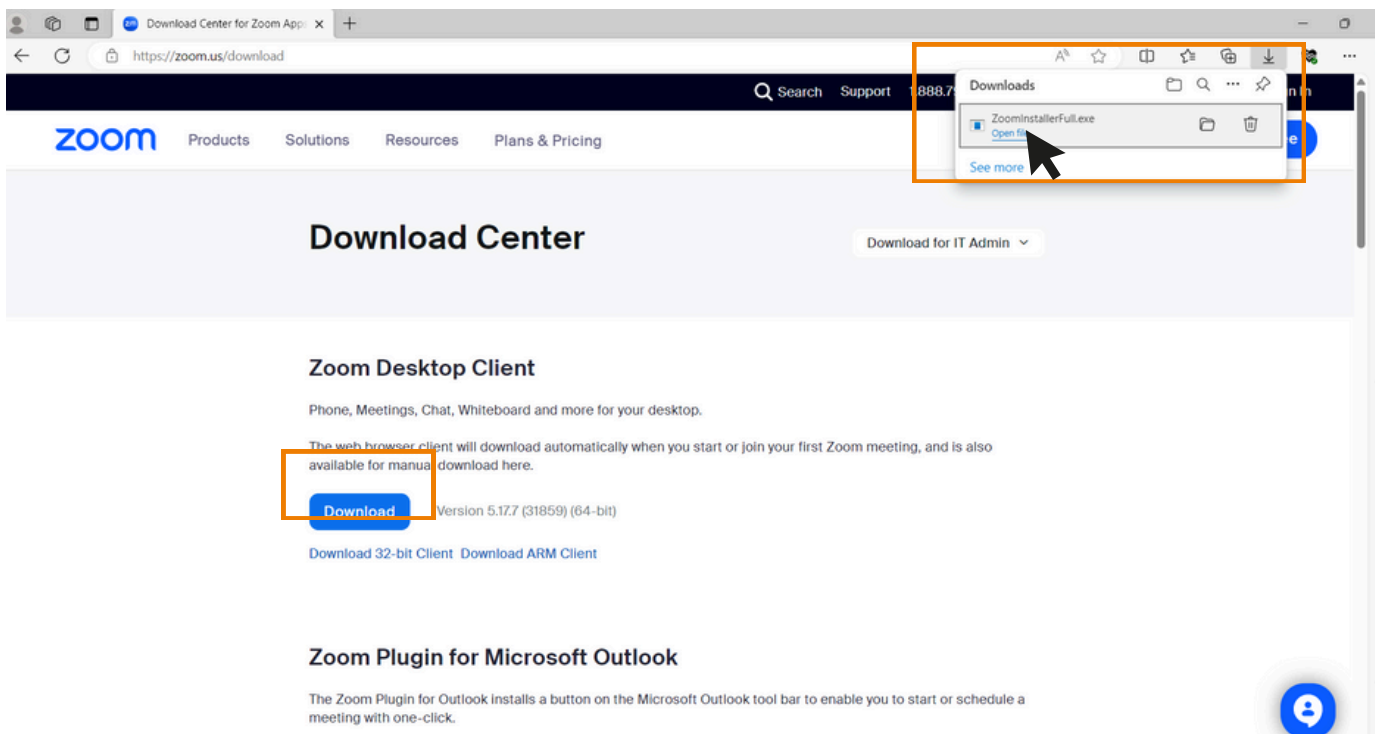 Download Center for Zoom App
https://zoom.us/download
Search Support 1.888.79
Downloads
ZoomInstallerFull.exe
Open file
See more
zoom Products Solutions Resources Plans & Pricing
Download Center
Download for IT Admin
Zoom Desktop Client
Phone, Meetings, Chat, Whiteboard and more for your desktop.
The web browser client will download automatically when you start or join your first Zoom meeting, and is also
available for manual download here.
Download Version 5.17.7 (31859) (64-bit)
Download 32-bit Client Download ARM Client
Zoom Plugin for Microsoft Outlook
The Zoom Plugin for Outlook installs a button on the Microsoft Outlook tool bar to enable you to start or schedule a
meeting with one-click.